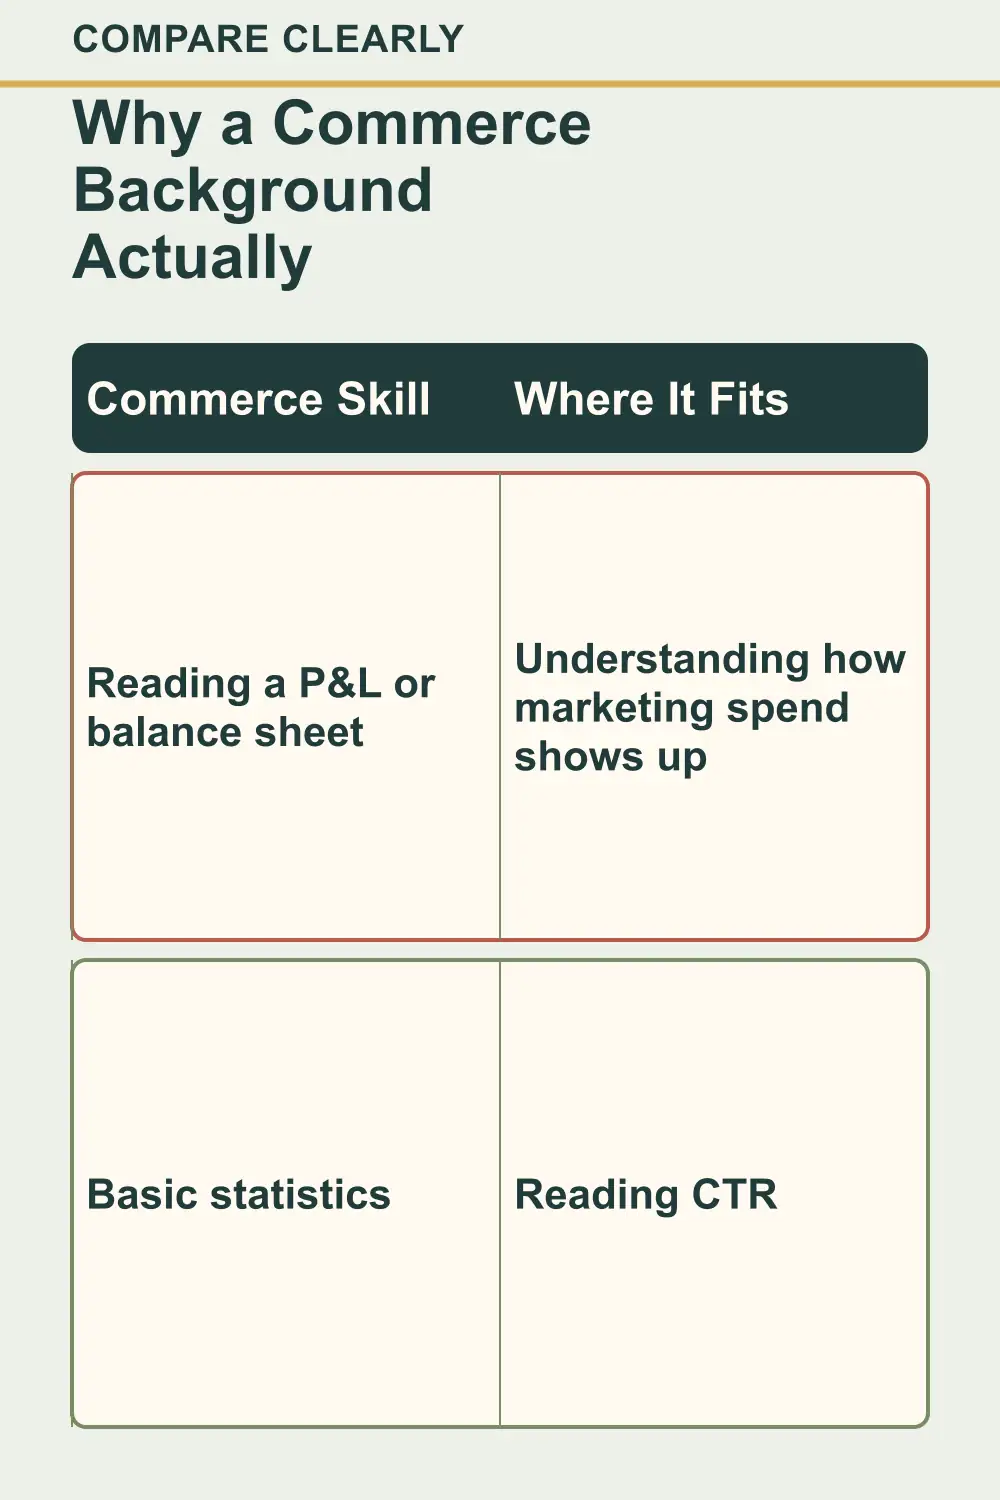 COMPARE CLEARLY
Why a Commerce
Background
Actually
Commerce Skill
Where It Fits
Reading a P&L or
balance sheet
Understanding how
marketing spend
shows up
Basic statistics
Reading CTR